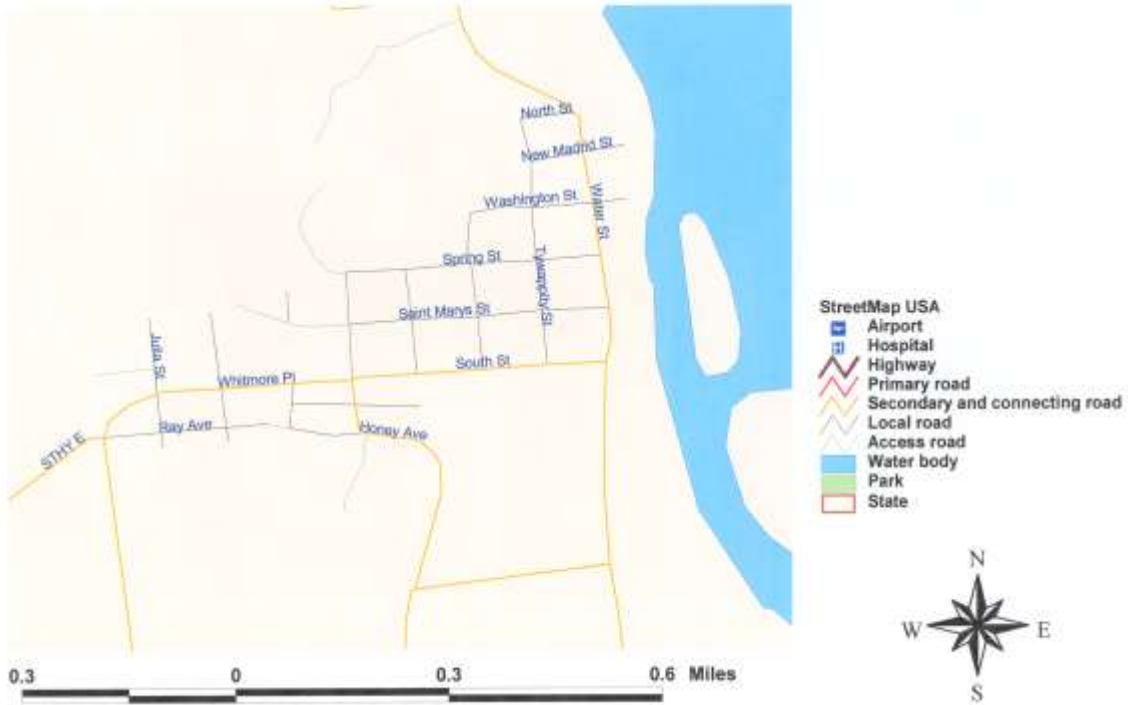 North St
New Madrid St
Washington St
Water St
Spring St
Tywappity St
Saint Marys St
South St
Julia St
Whitmore Pl
Ray Ave
Honey Ave
STHY E
StreetMap USA
Airport
H Hospital
Highway
Primary road
Secondary and connecting road
Local road
Access road
Water body
Park
State
N
W E
S
0.3 0 0.3 0.6 Miles